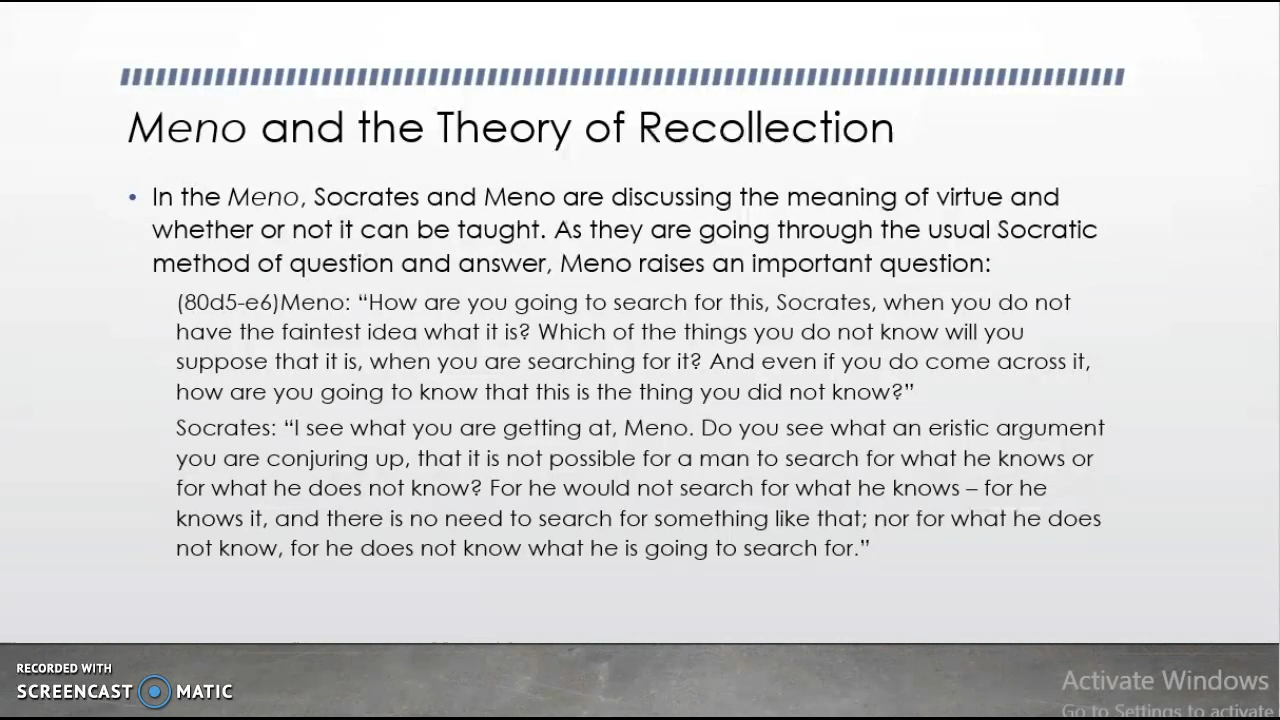 Meno and the Theory of Recollection
• In the Meno, Socrates and Meno are discussing the meaning of virtue and
whether or not it can be taught. As they are going through the usual Socratic
method of question and answer, Meno raises an important question:
(80d5-e6)Meno: “How are you going to search for this, Socrates, when you do not
have the faintest idea what it is? Which of the things you do not know will you
suppose that it is, when you are searching for it? And even if you do come across it,
how are you going to know that this is the thing you did not know?”
Socrates: “I see what you are getting at, Meno. Do you see what an eristic argument
you are conjuring up, that it is not possible for a man to search for what he knows or
for what he does not know? For he would not search for what he knows – for he
knows it, and there is no need to search for something like that; nor for what he does
not know, for he does not know what he is going to search for.”
RECORDED WITH
SCREENCAST MATIC
Activate Windows
Go to Settings to activate